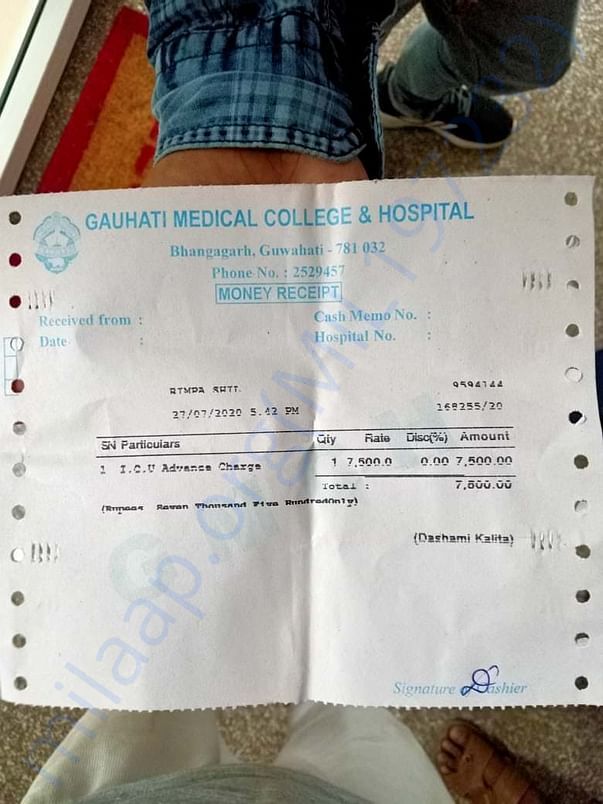 GAUHATI MEDICAL COLLEGE & HOSPITAL
Bhangagarh, Guwahati - 781 032
Phone No. : 2529457
MONEY RECEIPT
Received from : Cash Memo No. :
Date : Hospital No. :
9594144
27/07/2020 5.42 PM 168255/20
SN Particulars Qty Rate Disc(%) Amount
1 I.C.U Advance Charge 1 7,500.0 0.00 7,500.00
Total : 7,500.00
(Rupees Seven Thousand Five HundredOnly)
(Dashami Kalita)
Signature Cashier
milaap.org